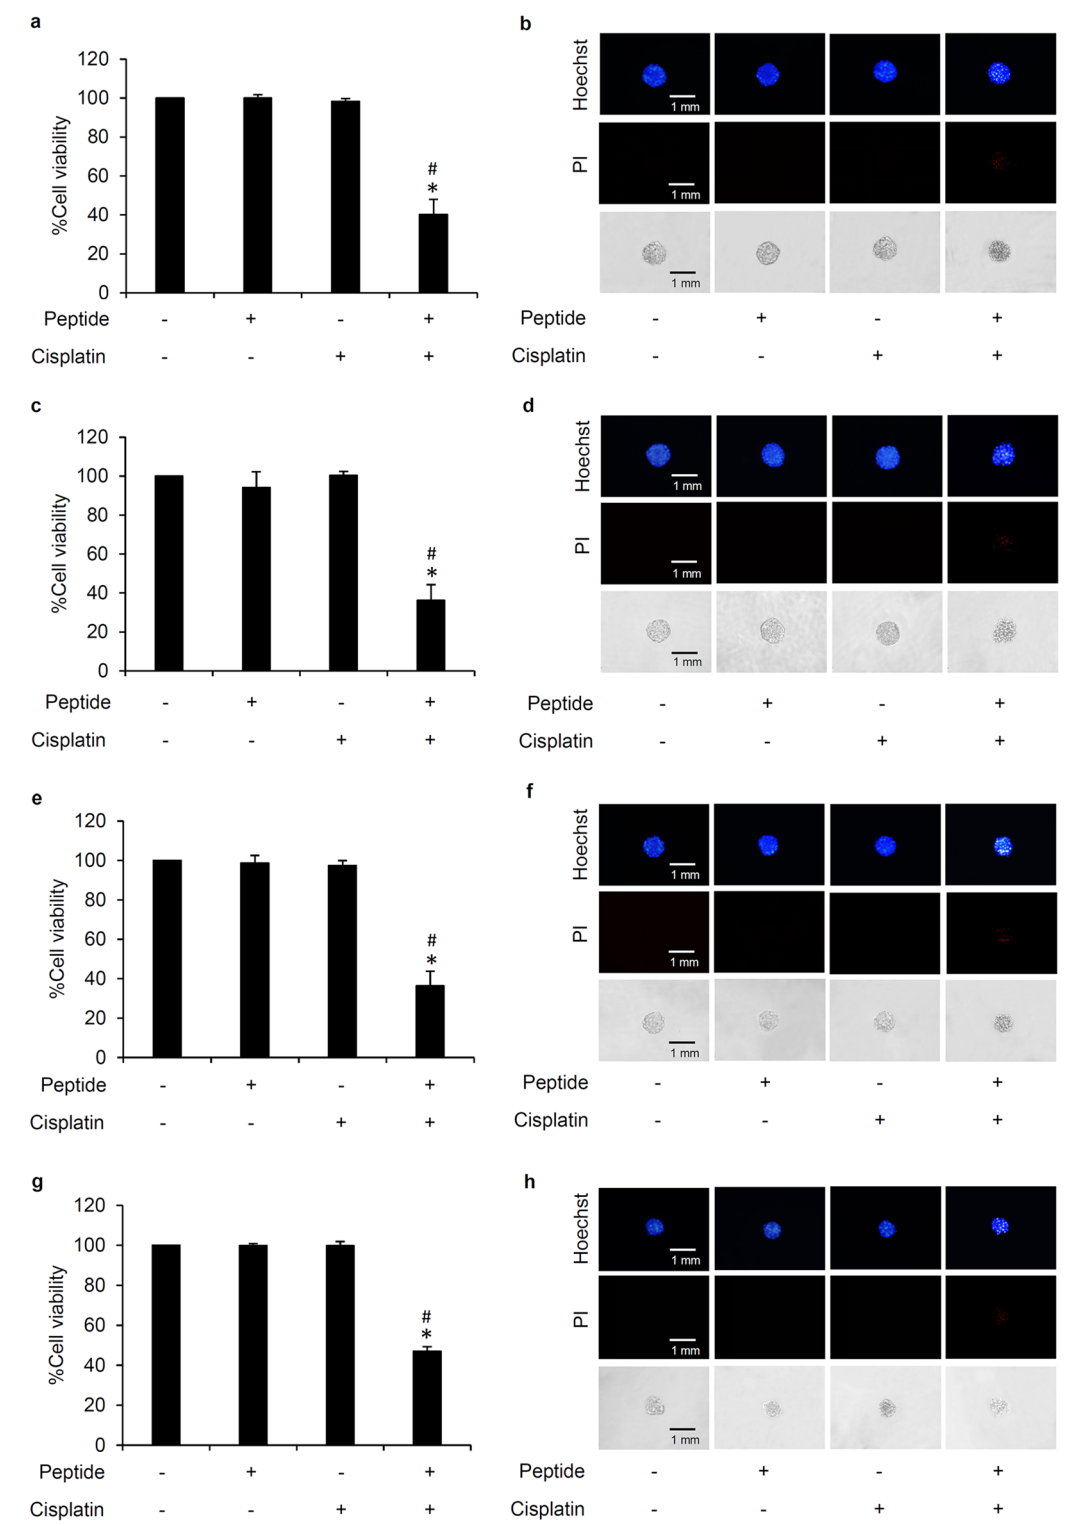 a
120
100
80
60
40
20
0
%Cell viability
#
*
Peptide - + - +
Cisplatin - - + +
b
Hoechst
1 mm
PI
1 mm
1 mm
Peptide - + - +
Cisplatin - - + +
c
120
100
80
60
40
20
0
%Cell viability
#
*
Peptide - + - +
Cisplatin - - + +
d
Hoechst
1 mm
PI
1 mm
1 mm
Peptide - + - +
Cisplatin - - + +
e
120
100
80
60
40
20
0
%Cell viability
#
*
Peptide - + - +
Cisplatin - - + +
f
Hoechst
1 mm
PI
1 mm
1 mm
Peptide - + - +
Cisplatin - - + +
g
120
100
80
60
40
20
0
%Cell viability
#
*
Peptide - + - +
Cisplatin - - + +
h
Hoechst
1 mm
PI
1 mm
1 mm
Peptide - + - +
Cisplatin - - + +